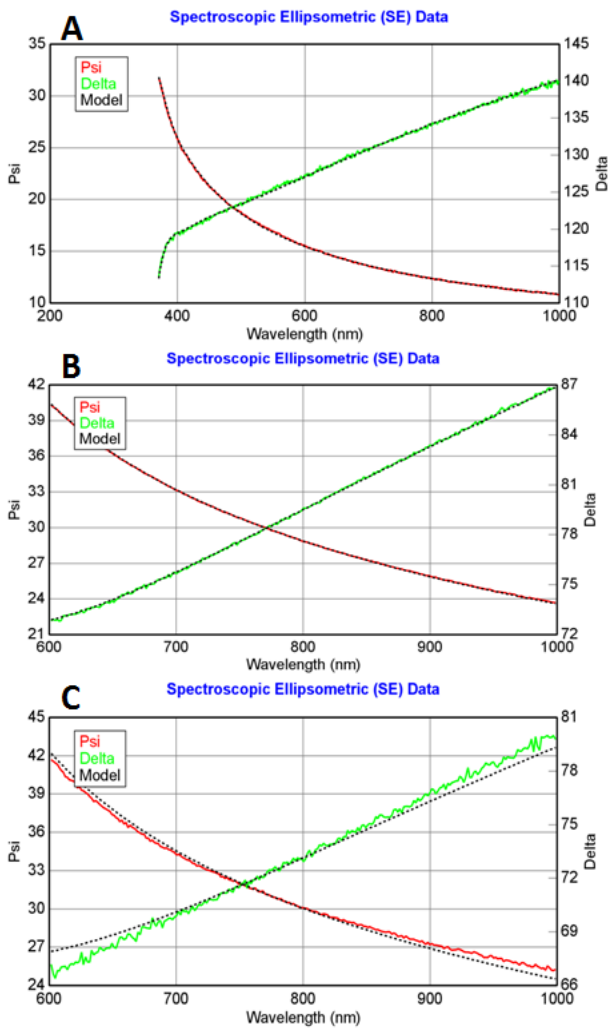 A
Spectroscopic Ellipsometric (SE) Data
35
30
25
20
15
10
Psi
Psi
Delta
Model
145
140
135
130
125
120
115
110
Delta
200 400 600 800 1000
Wavelength (nm)
B
Spectroscopic Ellipsometric (SE) Data
42
39
36
33
30
27
24
21
Psi
Psi
Delta
Model
87
84
81
78
75
72
Delta
600 700 800 900 1000
Wavelength (nm)
C
Spectroscopic Ellipsometric (SE) Data
45
42
39
36
33
30
27
24
Psi
Psi
Delta
Model
81
78
75
72
69
66
Delta
600 700 800 900 1000
Wavelength (nm)